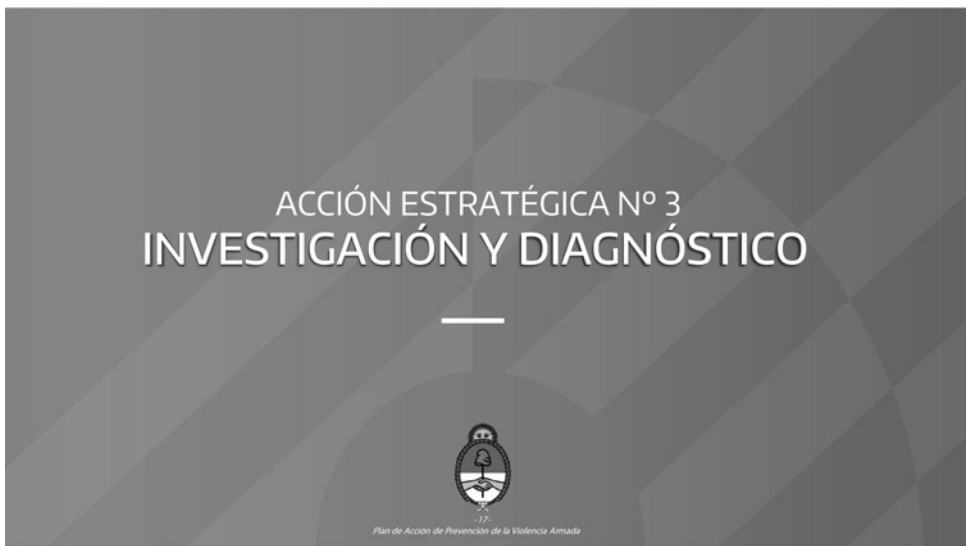 ACCIÓN ESTRATÉGICA Nº 3
INVESTIGACIÓN Y DIAGNÓSTICO
-17-
Plan de Acción de Prevención de la Violencia Armada